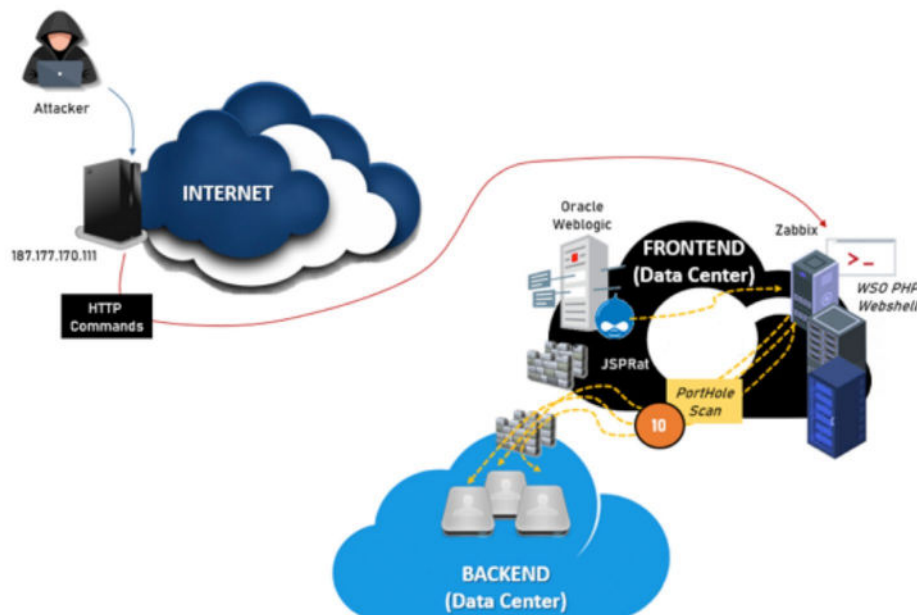 Attacker
INTERNET
187.177.170.111
HTTP
Commands
Oracle
Weblogic
FRONTEND
(Data Center)
Zabbix
>_
WSO PHP
Webshell
JSPRat
PortHole
Scan
10
BACKEND
(Data Center)